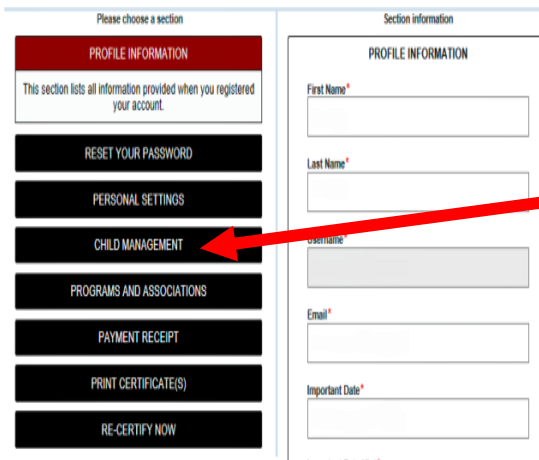 Please choose a section
PROFILE INFORMATION
This section lists all information provided when you registered
your account.
RESET YOUR PASSWORD
PERSONAL SETTINGS
CHILD MANAGEMENT
PROGRAMS AND ASSOCIATIONS
PAYMENT RECEIPT
PRINT CERTIFICATE(S)
RE-CERTIFY NOW
Section information
PROFILE INFORMATION
First Name*
Last Name*
Username*
Email*
Important Date*